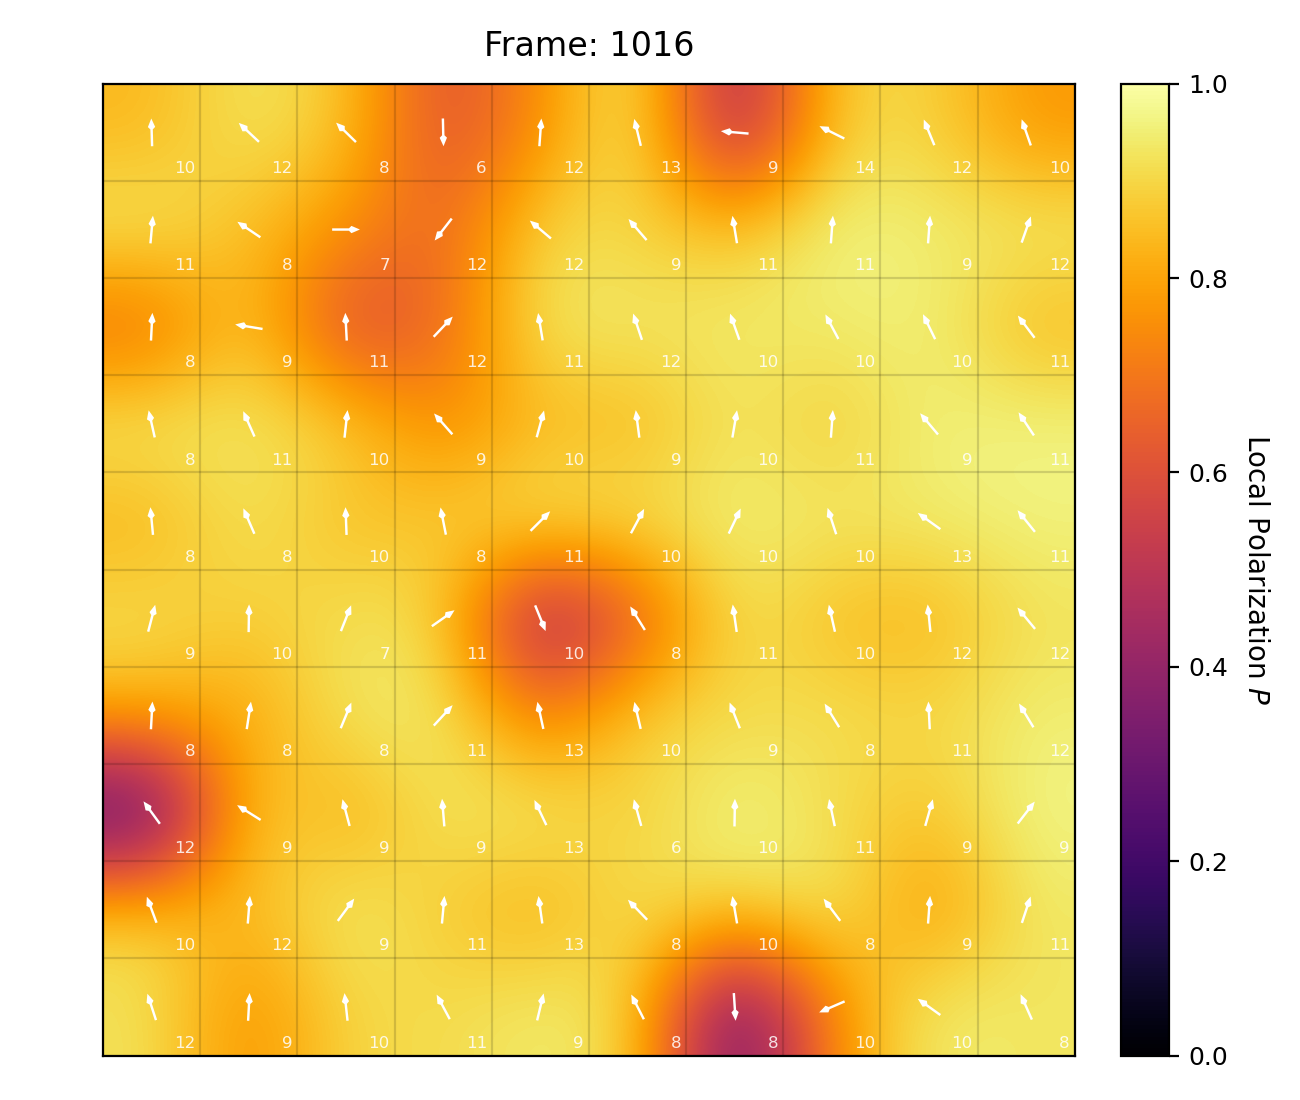 Frame: 1016
10 12 8 6 12 13 9 14 12 10
11 8 7 12 12 9 11 11 9 12
8 9 11 12 11 12 10 10 10 11
8 11 10 9 10 9 10 11 9 11
8 8 10 8 11 10 10 10 13 11
9 10 7 11 10 8 11 10 12 12
8 8 8 11 13 10 9 8 11 12
12 9 9 9 13 6 10 11 9 9
10 12 9 11 13 8 10 8 9 11
12 9 10 11 9 8 8 10 10 8
1.0
0.8
0.6
0.4
0.2
0.0
Local Polarization P